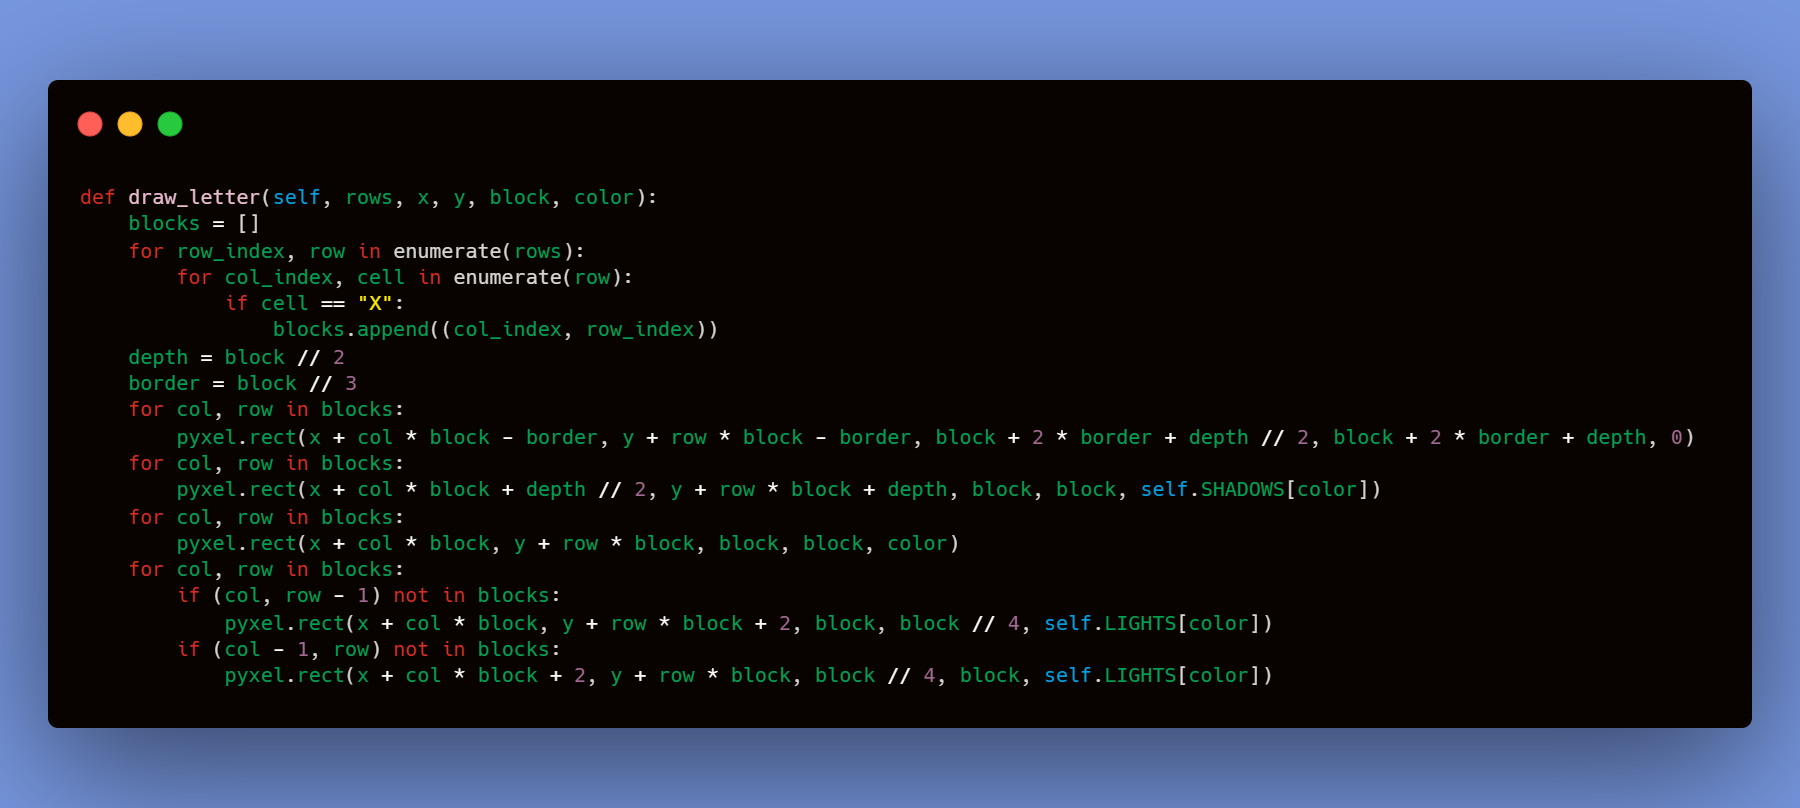 def draw_letter(self, rows, x, y, block, color):
    blocks = []
    for row_index, row in enumerate(rows):
        for col_index, cell in enumerate(row):
            if cell == "X":
                blocks.append((col_index, row_index))
    depth = block // 2
    border = block // 3
    for col, row in blocks:
        pyxel.rect(x + col * block - border, y + row * block - border, block + 2 * border + depth // 2, block + 2 * border + depth, 0)
    for col, row in blocks:
        pyxel.rect(x + col * block + depth // 2, y + row * block + depth, block, block, self.SHADOWS[color])
    for col, row in blocks:
        pyxel.rect(x + col * block, y + row * block, block, block, color)
    for col, row in blocks:
        if (col, row - 1) not in blocks:
            pyxel.rect(x + col * block, y + row * block + 2, block, block // 4, self.LIGHTS[color])
        if (col - 1, row) not in blocks:
            pyxel.rect(x + col * block + 2, y + row * block, block // 4, block, self.LIGHTS[color])